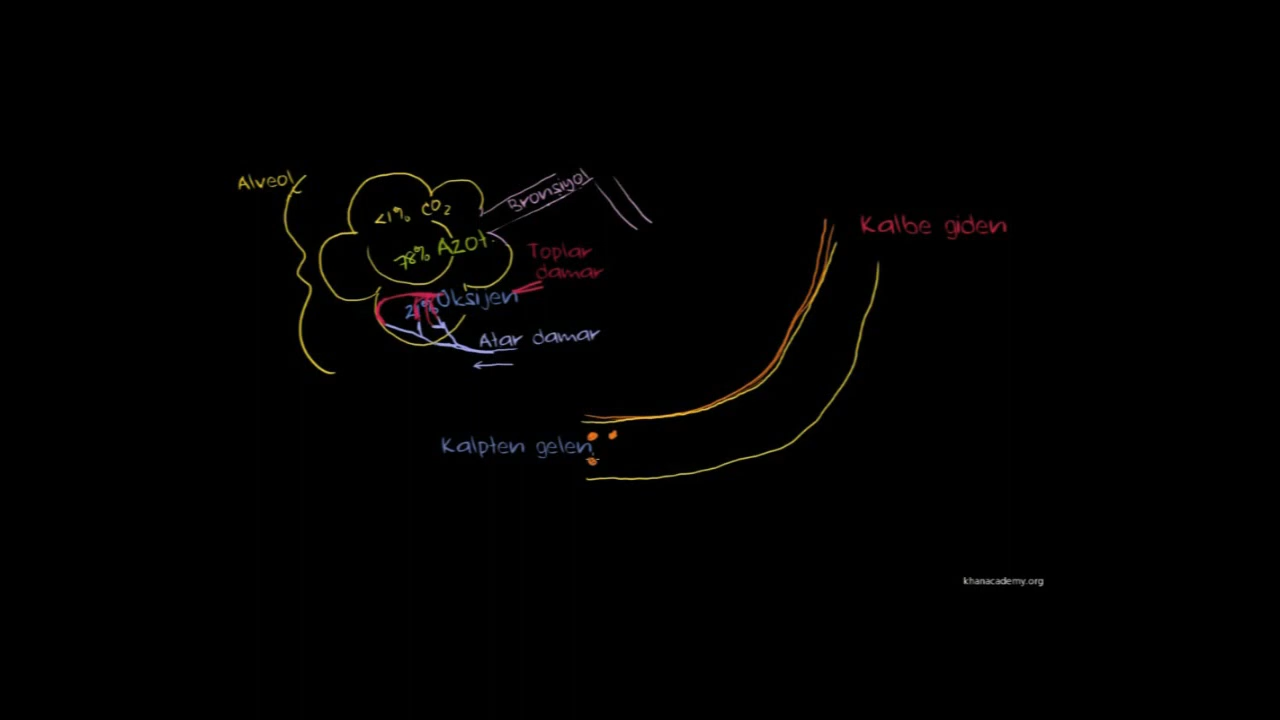 Alveol
<1% CO2
Bronşiyol
78% Azot
Toplar
damar
21% Oksijen
Atar damar
Kalbe giden
Kalpten gelen
khanacademy.org